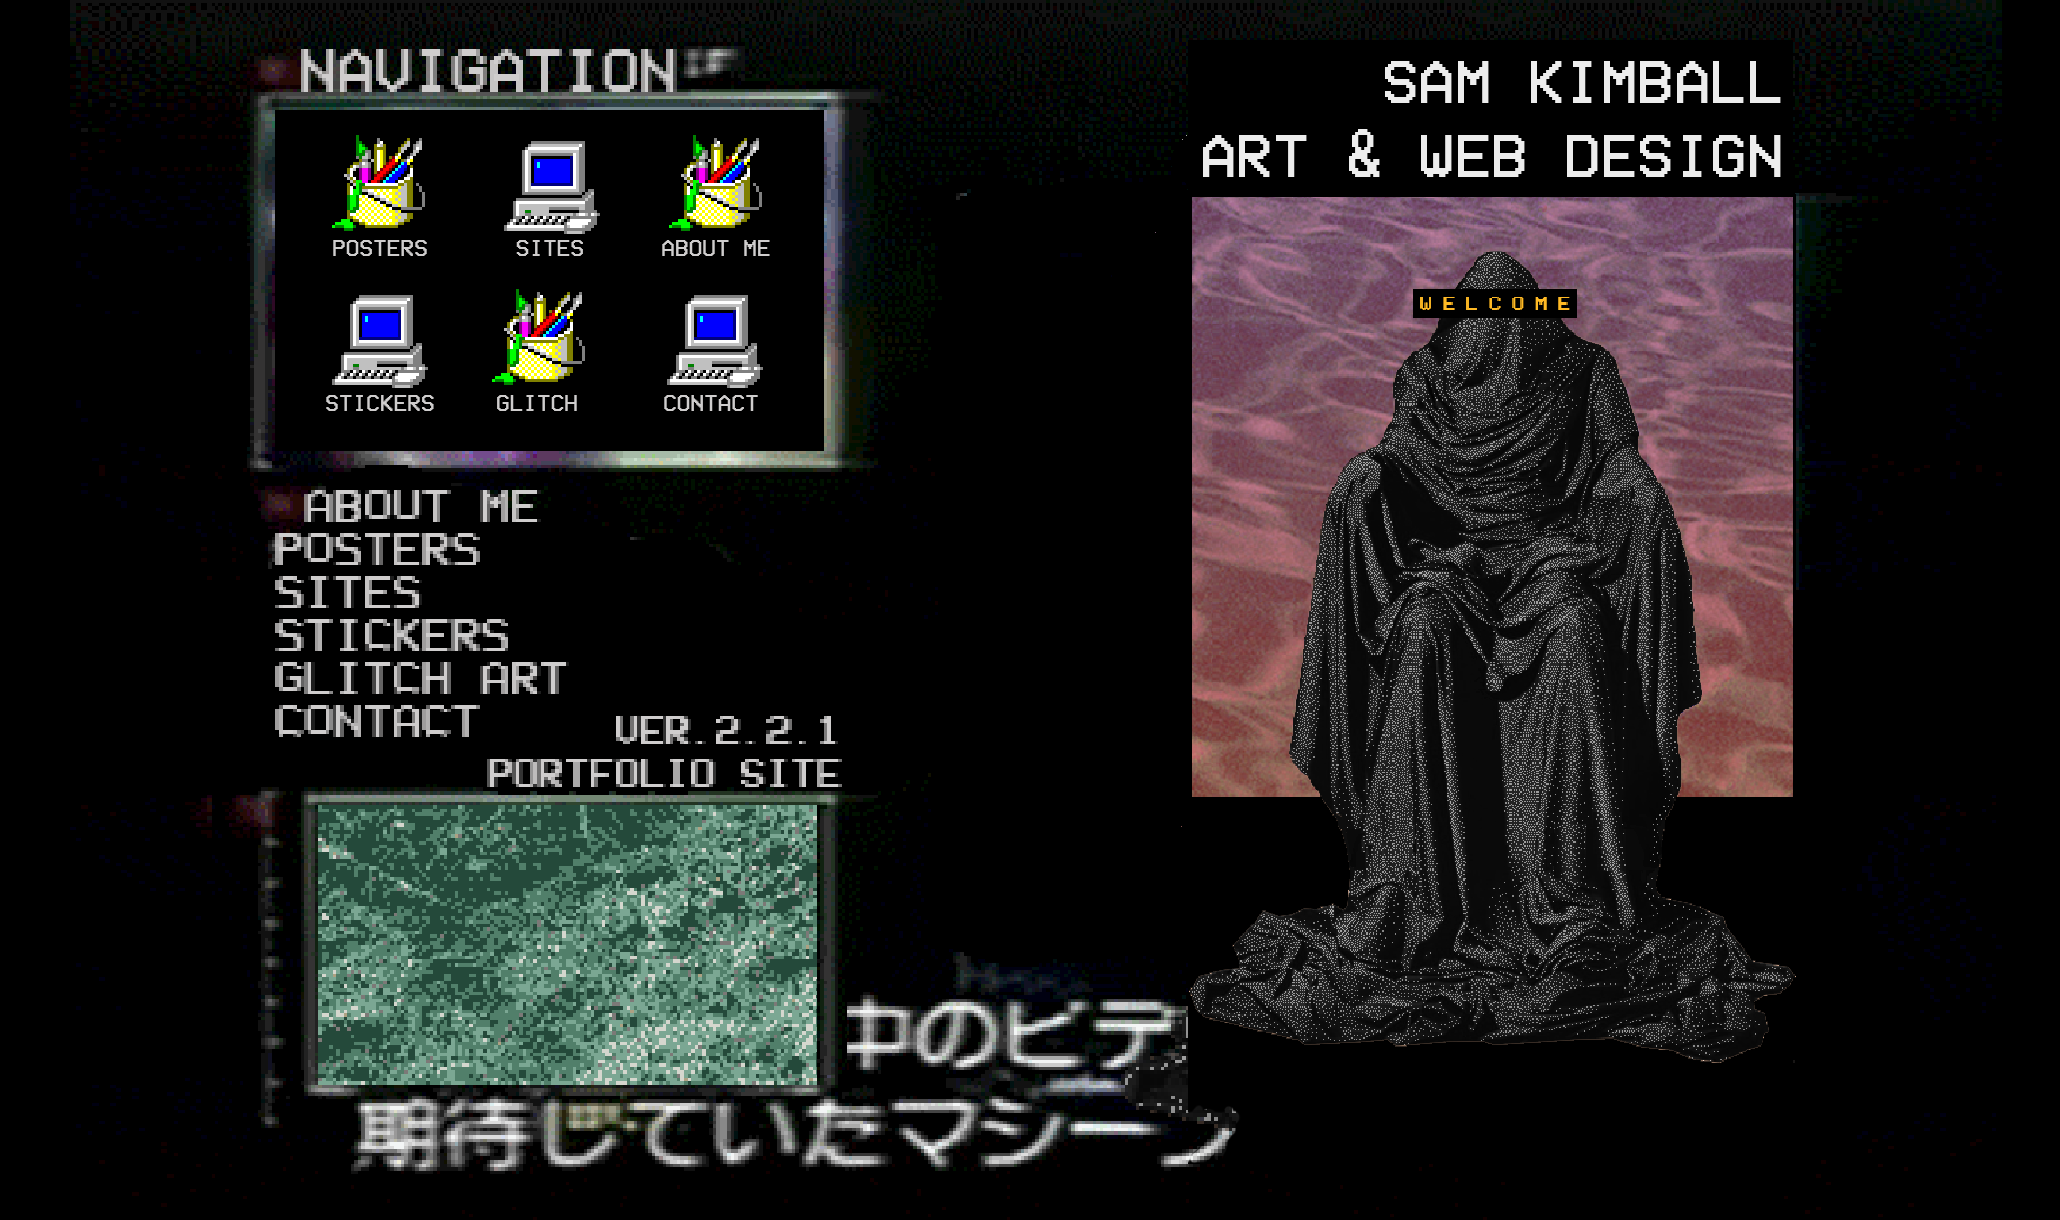 NAVIGATION
POSTERS
SITES
ABOUT ME
STICKERS
GLITCH
CONTACT
ABOUT ME
POSTERS
SITES
STICKERS
GLITCH ART
CONTACT
VER.2.2.1
PORTFOLIO SITE
SAM KIMBALL
ART & WEB DESIGN
WELCOME
中のビデ
期待していたマシーン